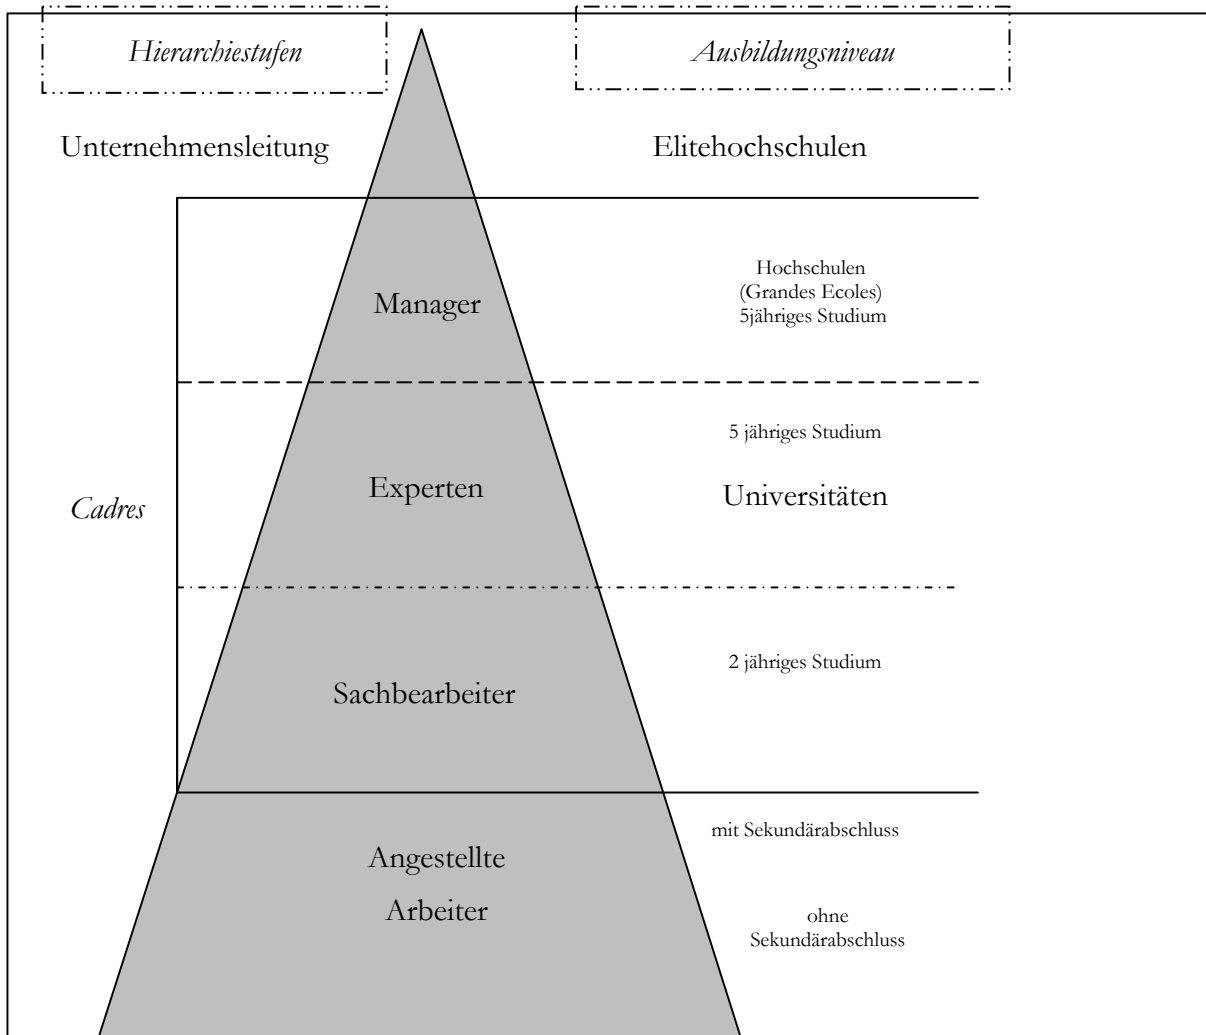 Hierarchiestufen
Ausbildungsniveau
Unternehmensleitung
Elitehochschulen
Hochschulen
(Grandes Ecoles)
5jähriges Studium
Manager
5 jähriges Studium
Experten
Universitäten
Cadres
2 jähriges Studium
Sachbearbeiter
mit Sekundärabschluss
Angestellte
Arbeiter
ohne
Sekundärabschluss